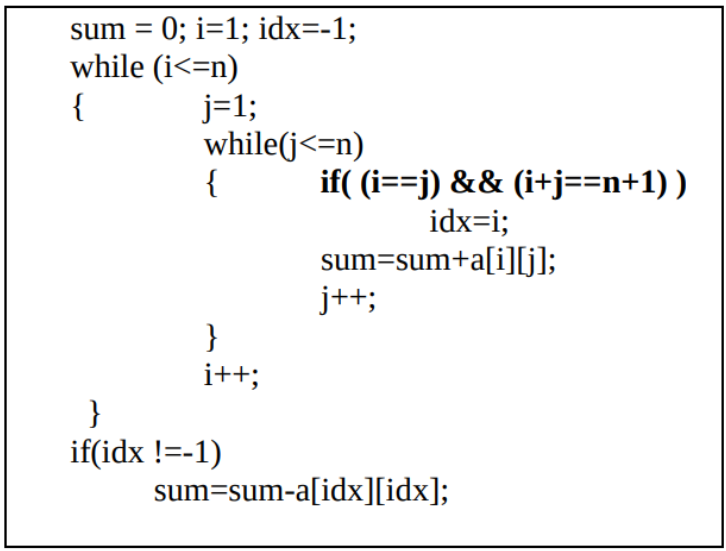 sum = 0; i=1; idx=-1;
while (i<=n)
{ j=1;
while(j<=n)
{ if( (i==j) && (i+j==n+1) )
idx=i;
sum=sum+a[i][j];
j++;
}
i++;
}
if(idx !=-1)
sum=sum-a[idx][idx];